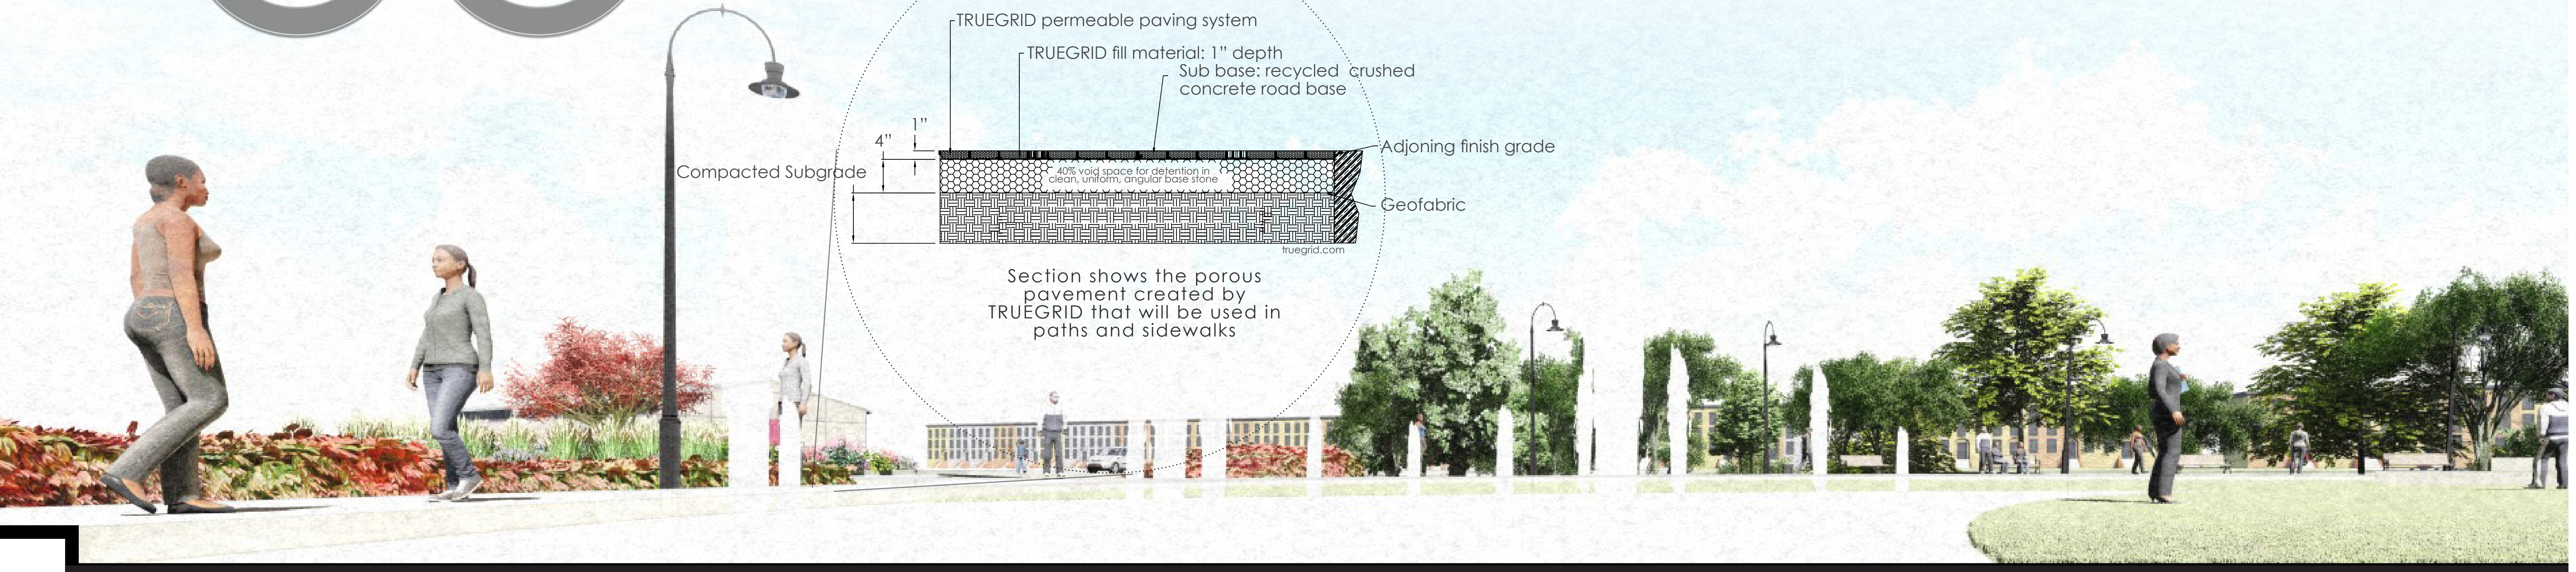 TRUEGRID permeable paving system
TRUEGRID fill material: 1” depth
Sub base: recycled crushed
concrete road base
1”
4”
Adjoning finish grade
Compacted Subgrade
40% void space for detention in
clean, uniform, angular base stone
Geofabric
truegrid.com
Section shows the porous
pavement created by
TRUEGRID that will be used in
paths and sidewalks